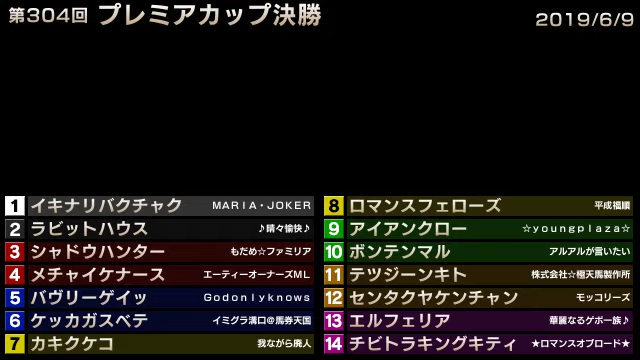 第304回 プレミアカップ決勝
2019/6/9
1 イキナリバクチャク MARIA・JOKER
2 ラビットハウス ♪晴々愉快♪
3 シャドウハンター もだめ☆ファミリア
4 メチャイケナース エーティーオーナーズML
5 バヴリーゲイッ Godonlyknows
6 ケッカガスベテ イミグラ溝口@馬券天国
7 カキクケコ 我ながら廃人
8 ロマンスフェローズ 平成福順
9 アイアンクロー ☆youngplaza☆
10 ボンテンマル アルアルが言いたい
11 テツジーンキト 株式会社☆極天馬製作所
12 センタクヤケンチャン モッコリーズ
13 エルフェリア 華麗なるゲボー族♪
14 チビトラキングキティ ★ロマンスオブロード★